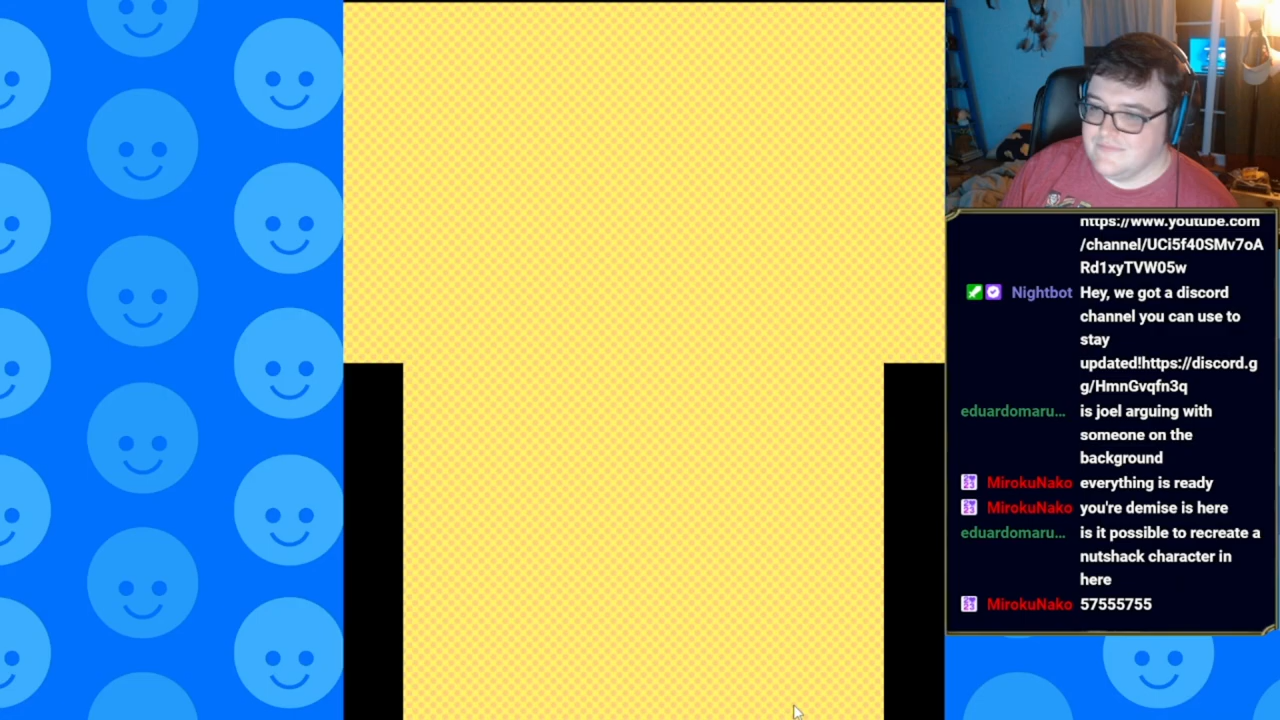 https://www.youtube.com
/channel/UCi5f40SMv7oA
Rd1xyTVW05w
Nightbot Hey, we got a discord
channel you can use to
stay
updated!https://discord.g
g/HmnGvqfn3q
eduardomaru... is joel arguing with
someone on the
background
MirokuNako everything is ready
MirokuNako you're demise is here
eduardomaru... is it possible to recreate a
nutshack character in
here
MirokuNako 57555755